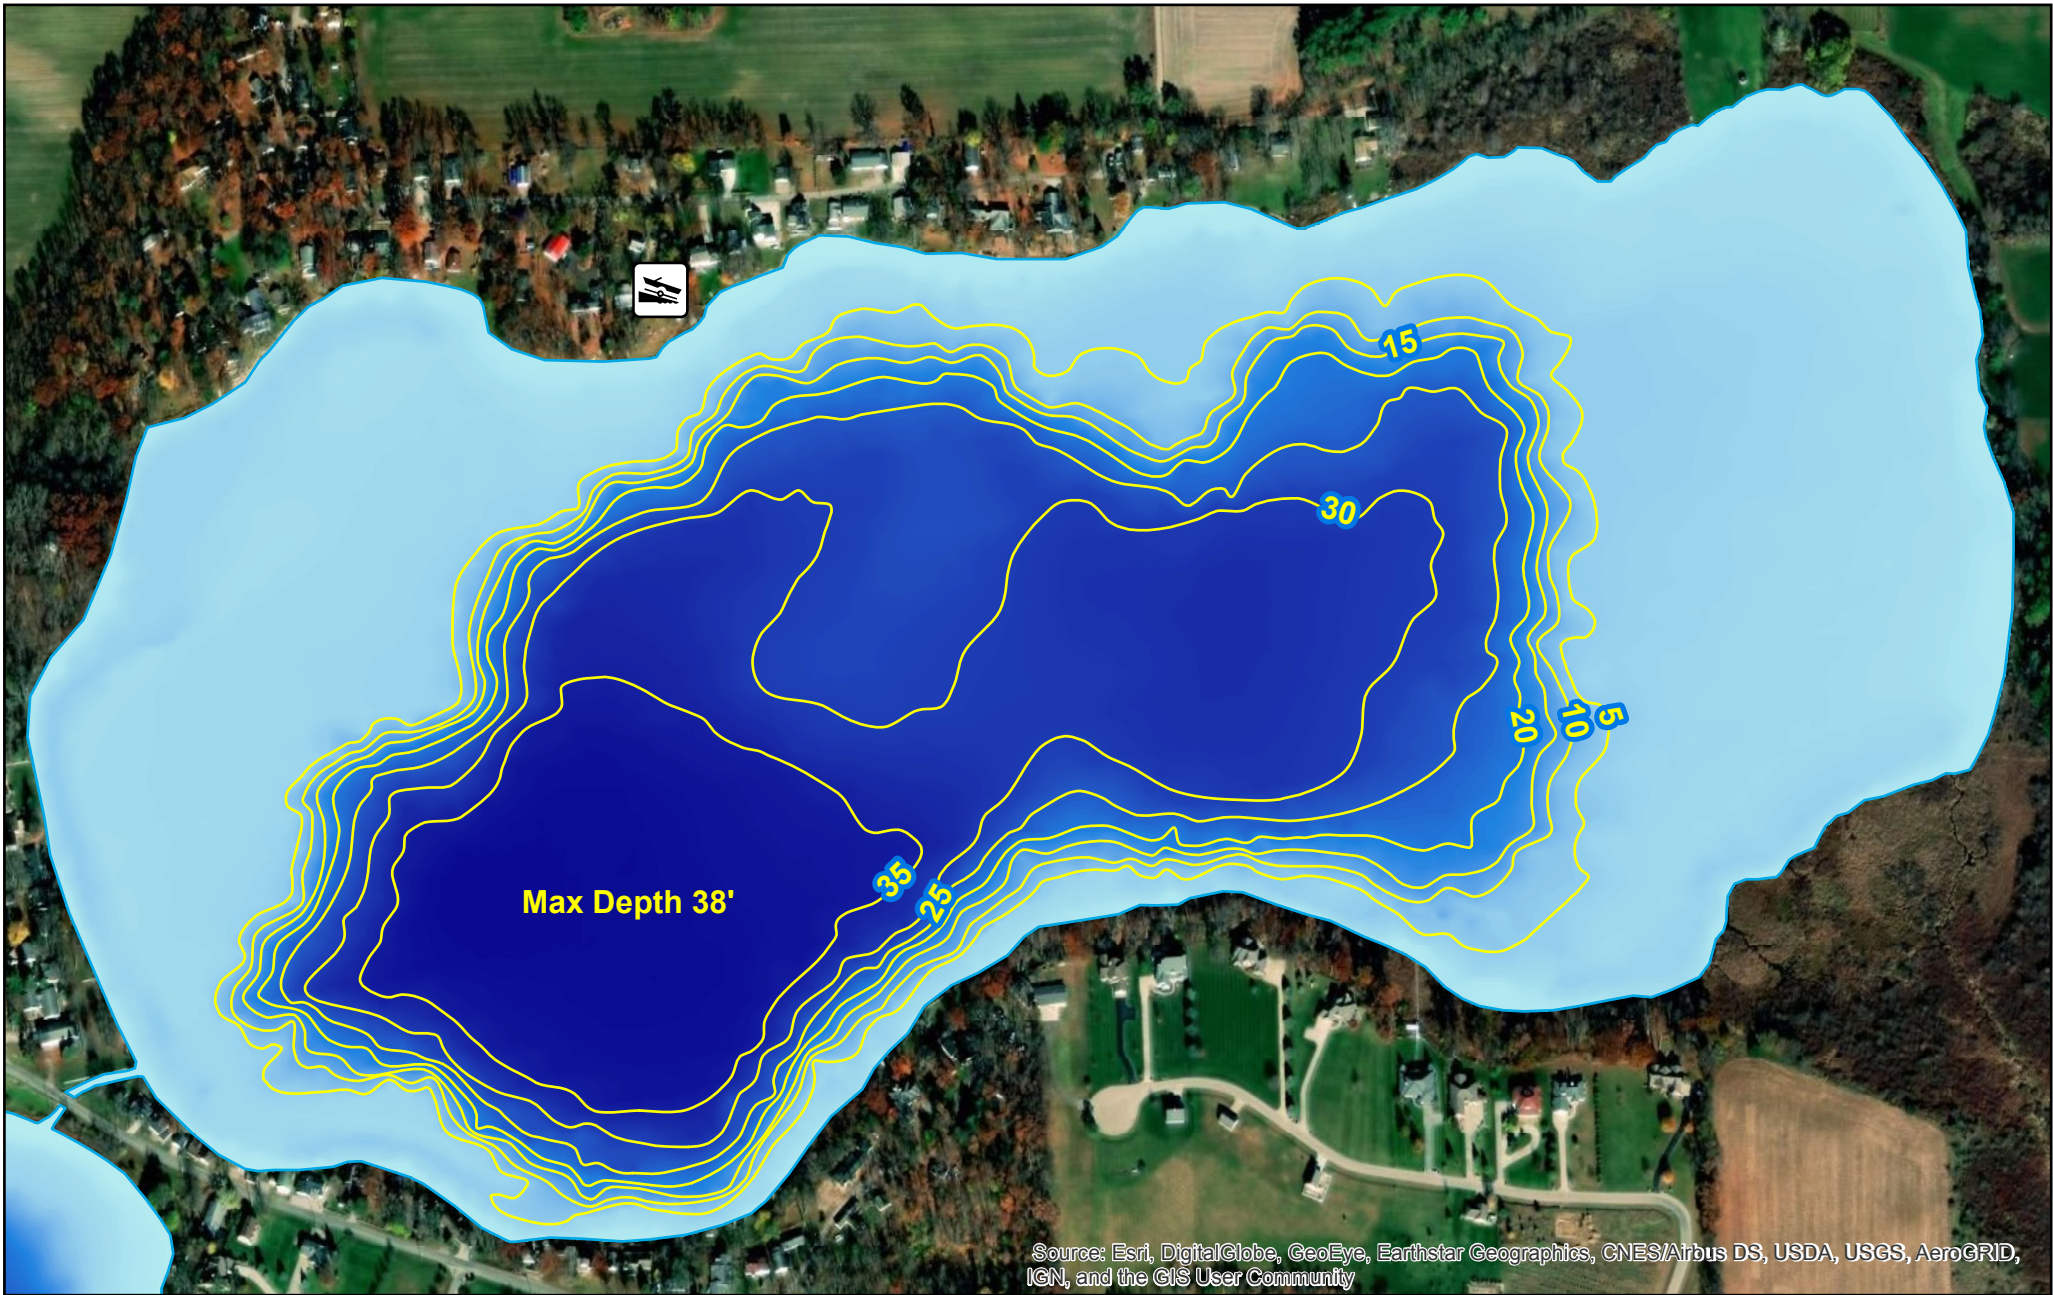 15
30
20
10
5
35
25
Max Depth 38'
Source: Esri, DigitalGlobe, GeoEye, Earthstar Geographics, CNES/Airbus DS, USDA, USGS, AeroGRID,
IGN, and the GIS User Community